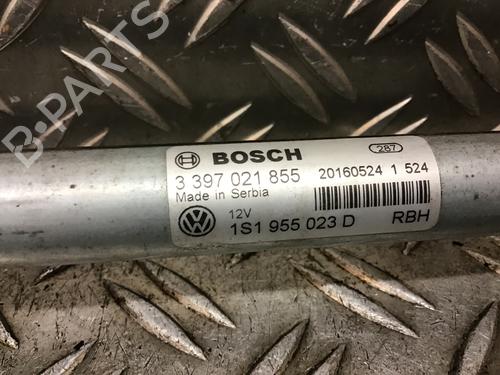 B-PARTS
BOSCH
287
3 397 021 855
20160524 1 524
Made in Serbia
12V
1S1 955 023 D
RBH